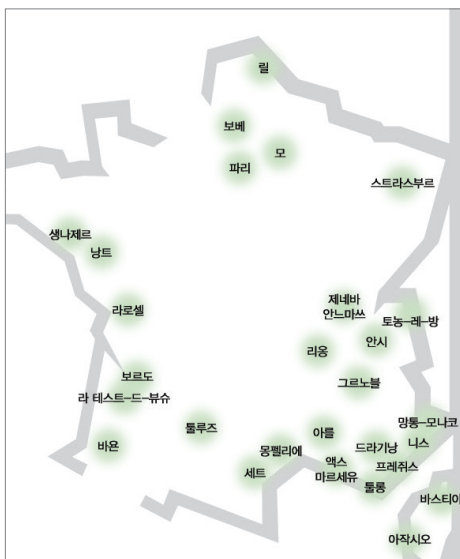 릴
보베
모
파리
스트라스부르
생나제르
낭트
제네바
안느마쓰
라로셸
토농-레-방
안시
리옹
보르도
그르노블
라 테스트-드-뷰슈
망통-모나코
툴루즈
아를
니스
바욘
몽펠리에
드라기냥
액스
프레쥐스
세트
마르세유
툴롱
바스티아
아작시오